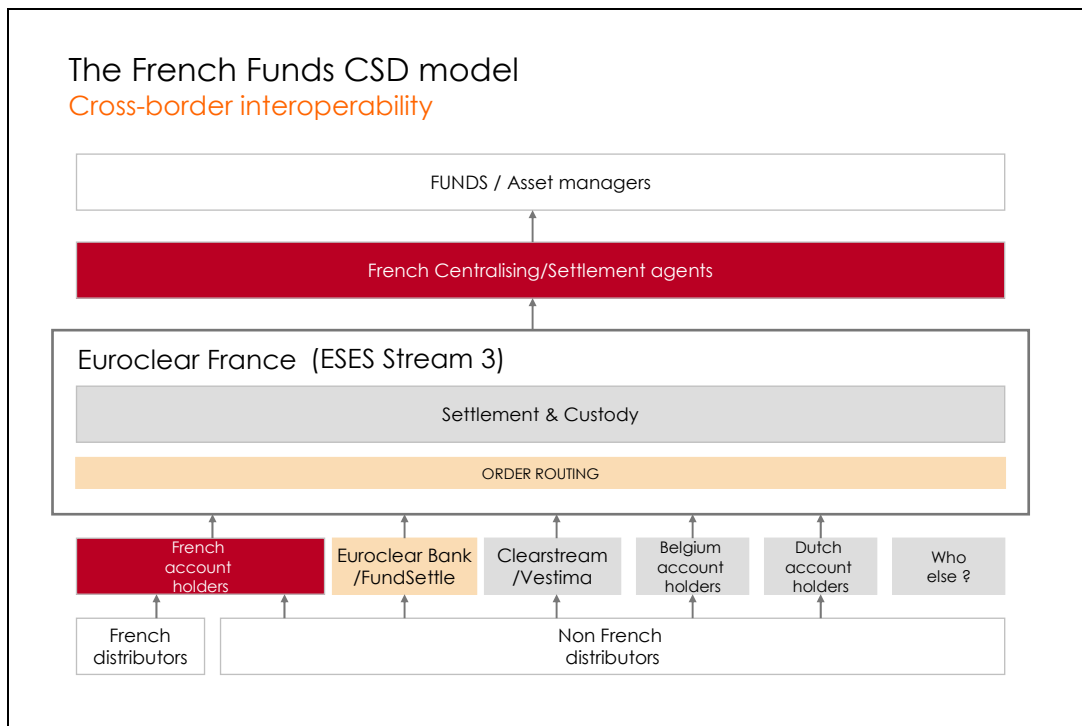 The French Funds CSD model
Cross-border interoperability
FUNDS / Asset managers
French Centralising/Settlement agents
Euroclear France (ESES Stream 3)
Settlement & Custody
ORDER ROUTING
French
account
holders
Euroclear Bank
/FundSettle
Clearstream
/Vestima
Belgium
account
holders
Dutch
account
holders
Who
else ?
French
distributors
Non French
distributors